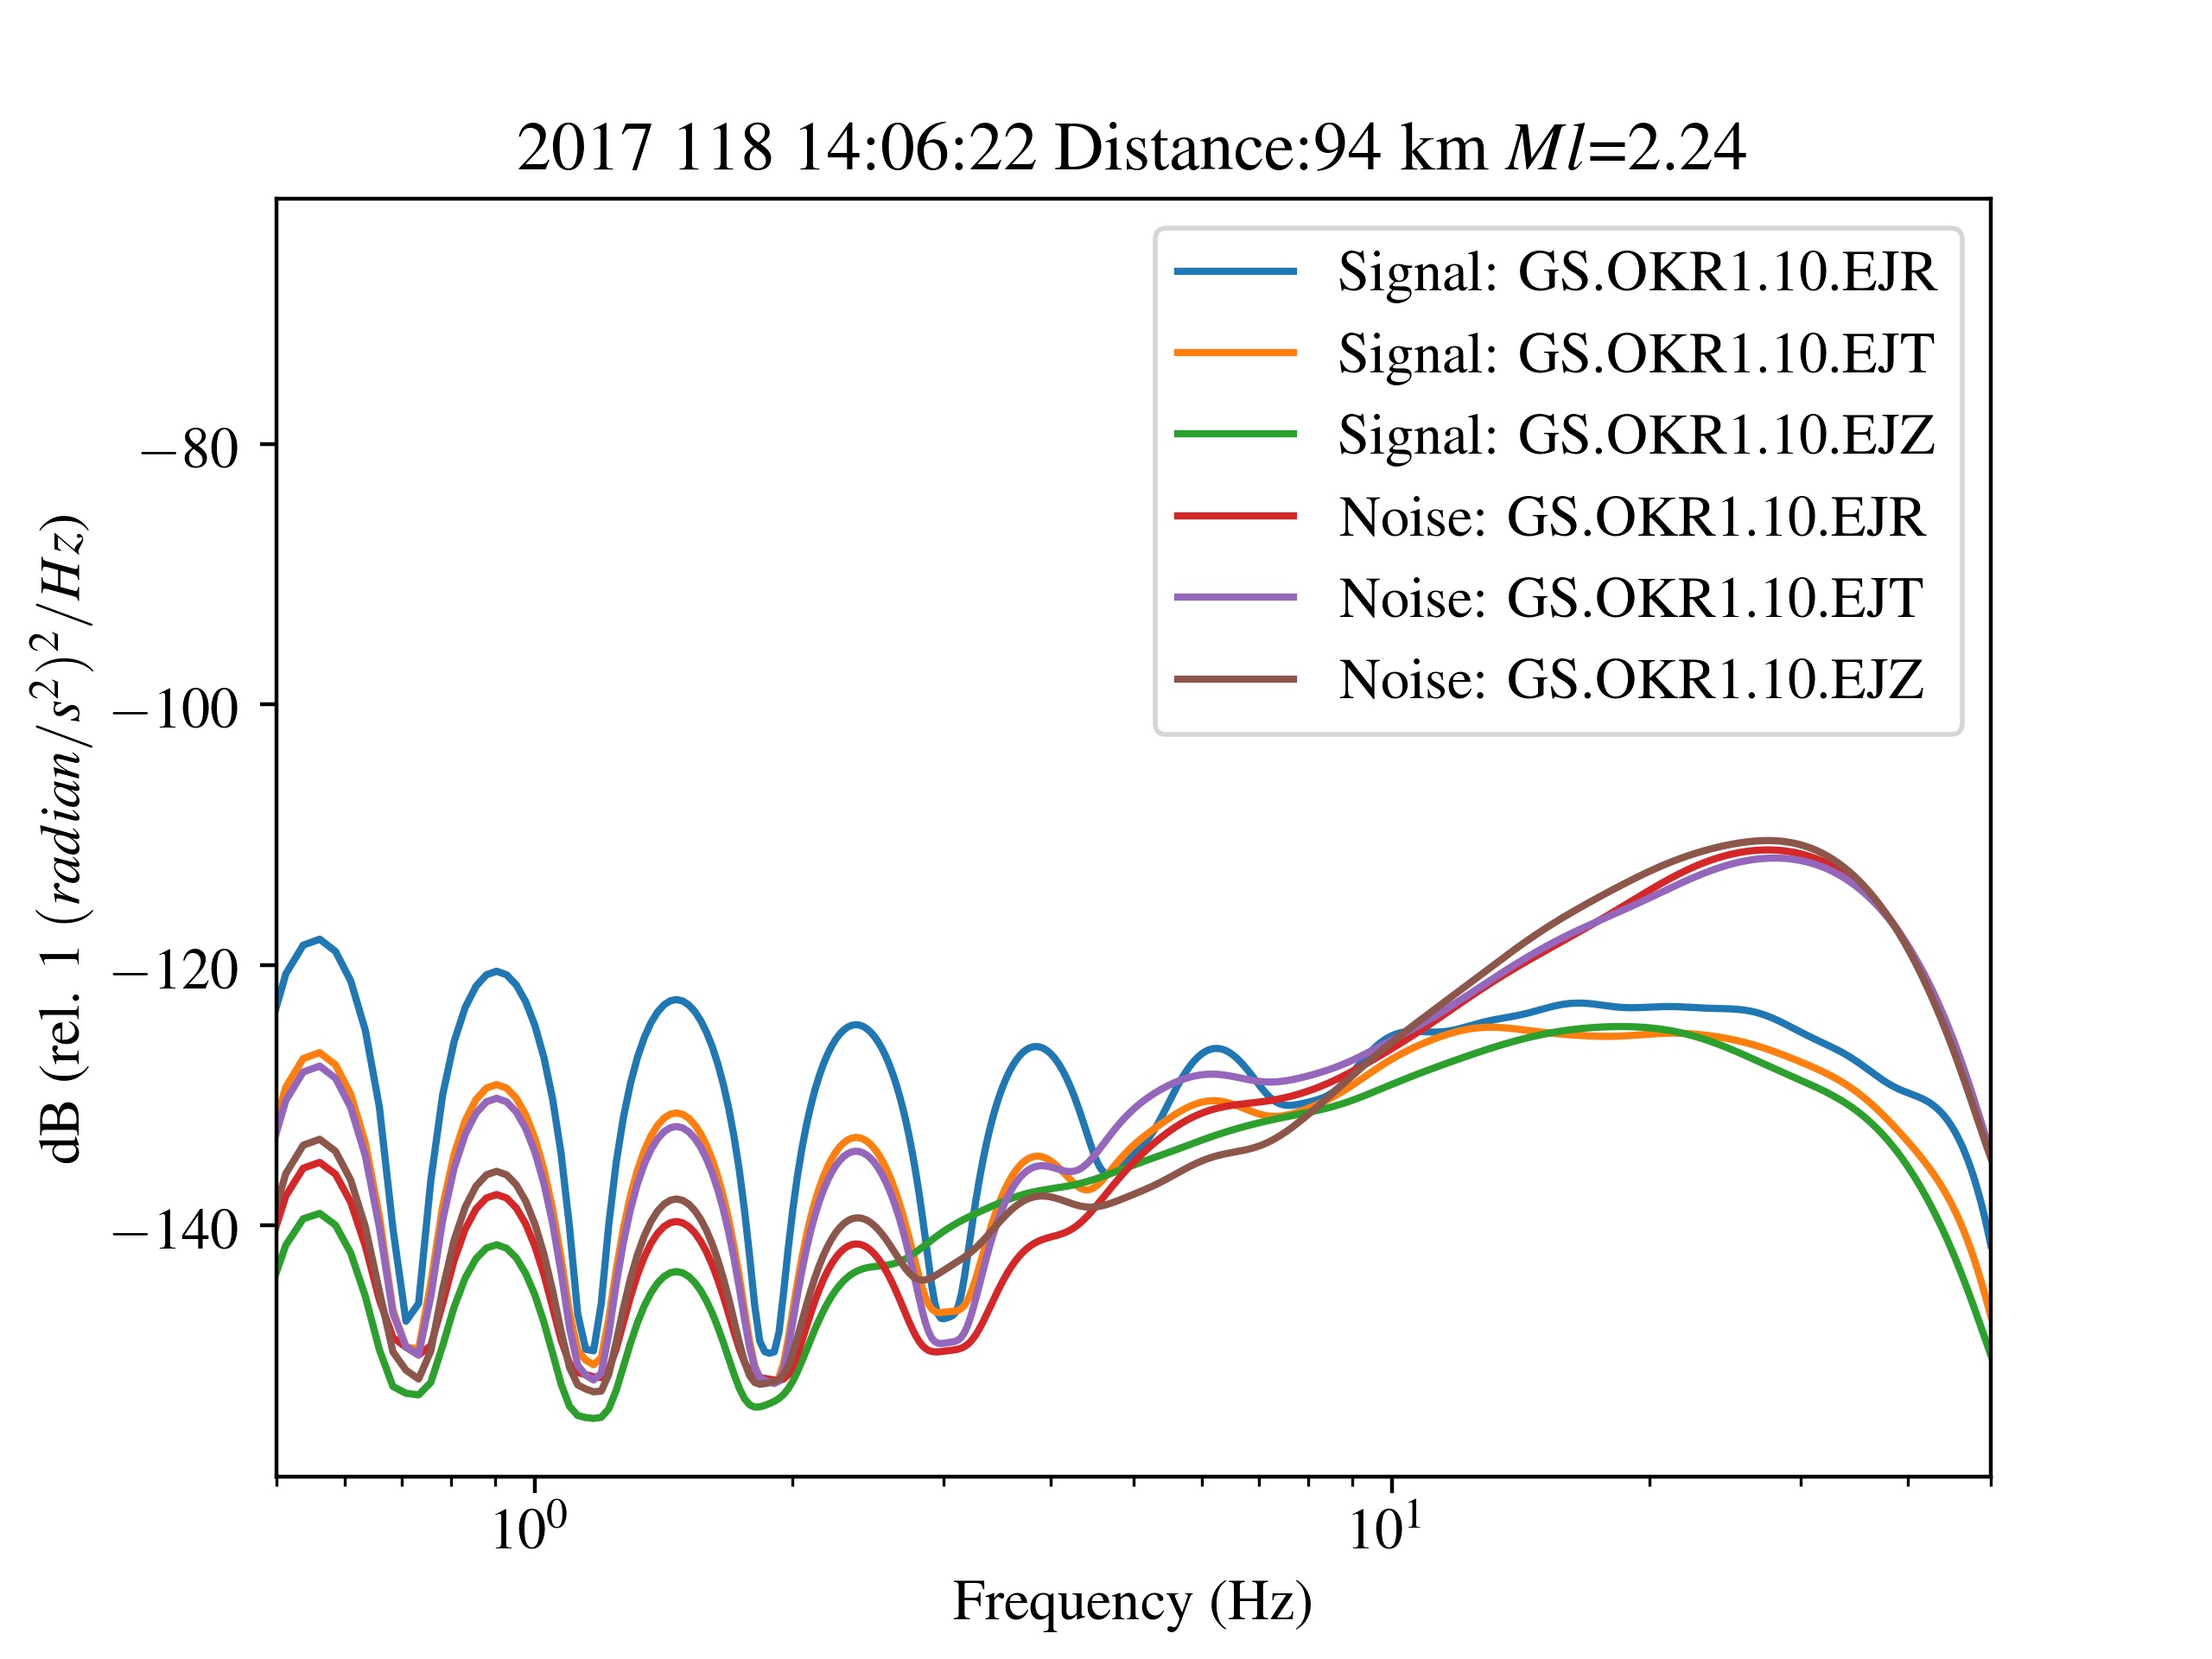 2017 118 14:06:22 Distance:94 km Ml=2.24
Signal: GS.OKR1.10.EJR
Signal: GS.OKR1.10.EJT
Signal: GS.OKR1.10.EJZ
Noise: GS.OKR1.10.EJR
Noise: GS.OKR1.10.EJT
Noise: GS.OKR1.10.EJZ
dB (rel. 1 (radian/s²)²/Hz)
−80
−100
−120
−140
10⁰
10¹
Frequency (Hz)